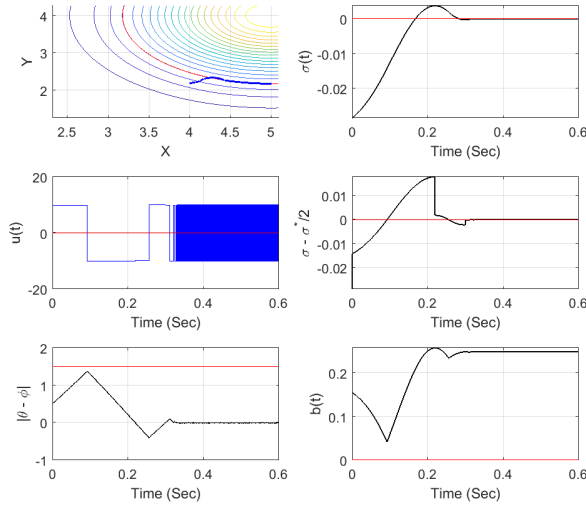 4
3
2
Y
2.5 3 3.5 4 4.5 5
X
0
-0.01
-0.02
σ(t)
0 0.2 0.4 0.6
Time (Sec)
20
0
-20
u(t)
0 0.2 0.4 0.6
Time (Sec)
0.01
0
-0.01
-0.02
σ - σ*/2
0 0.2 0.4 0.6
Time (Sec)
2
1
0
-1
|θ - ϕ|
0 0.2 0.4 0.6
Time (Sec)
0.2
0.1
0
b(t)
0 0.2 0.4 0.6
Time (Sec)